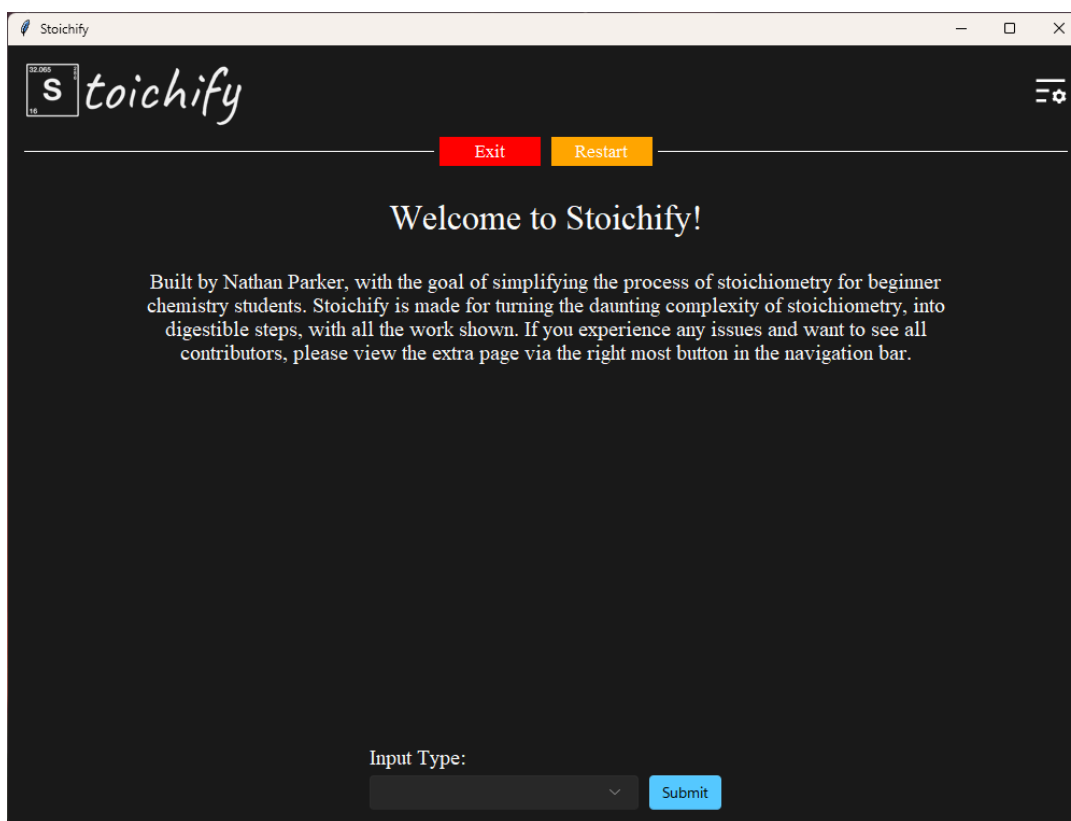 Stoichify
32.065
S
16
toichify
Exit
Restart
Welcome to Stoichify!
Built by Nathan Parker, with the goal of simplifying the process of stoichiometry for beginner
chemistry students. Stoichify is made for turning the daunting complexity of stoichiometry, into
digestible steps, with all the work shown. If you experience any issues and want to see all
contributors, please view the extra page via the right most button in the navigation bar.
Input Type:
Submit